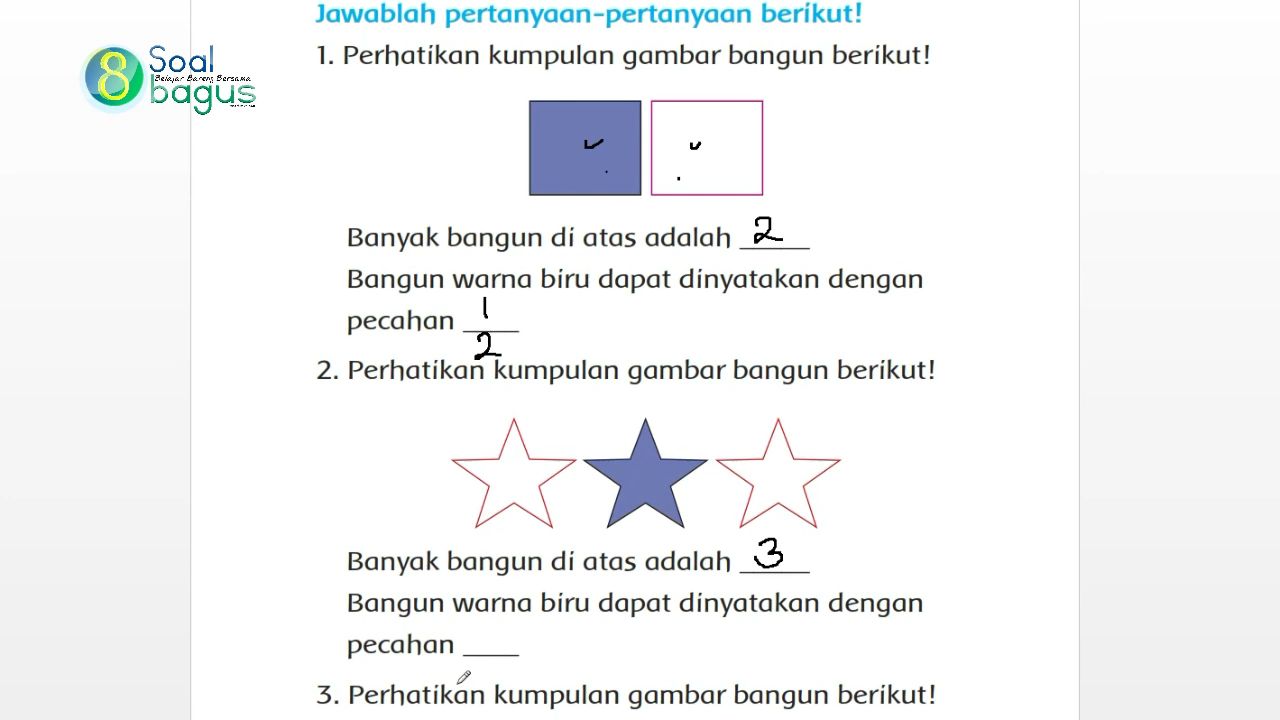 Jawablah pertanyaan-pertanyaan berikut!
8 Soal
Belajar Bareng Bersama
bagus
1. Perhatikan kumpulan gambar bangun berikut!
Banyak bangun di atas adalah 2
Bangun warna biru dapat dinyatakan dengan
pecahan 1
2
2. Perhatikan kumpulan gambar bangun berikut!
Banyak bangun di atas adalah 3
Bangun warna biru dapat dinyatakan dengan
pecahan ____
3. Perhatikan kumpulan gambar bangun berikut!